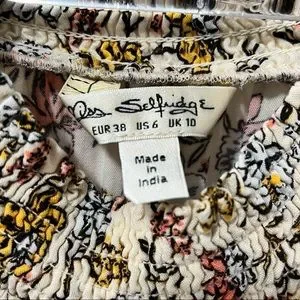 Miss Selfridge
EUR 38 US 6 UK 10
Made in
India